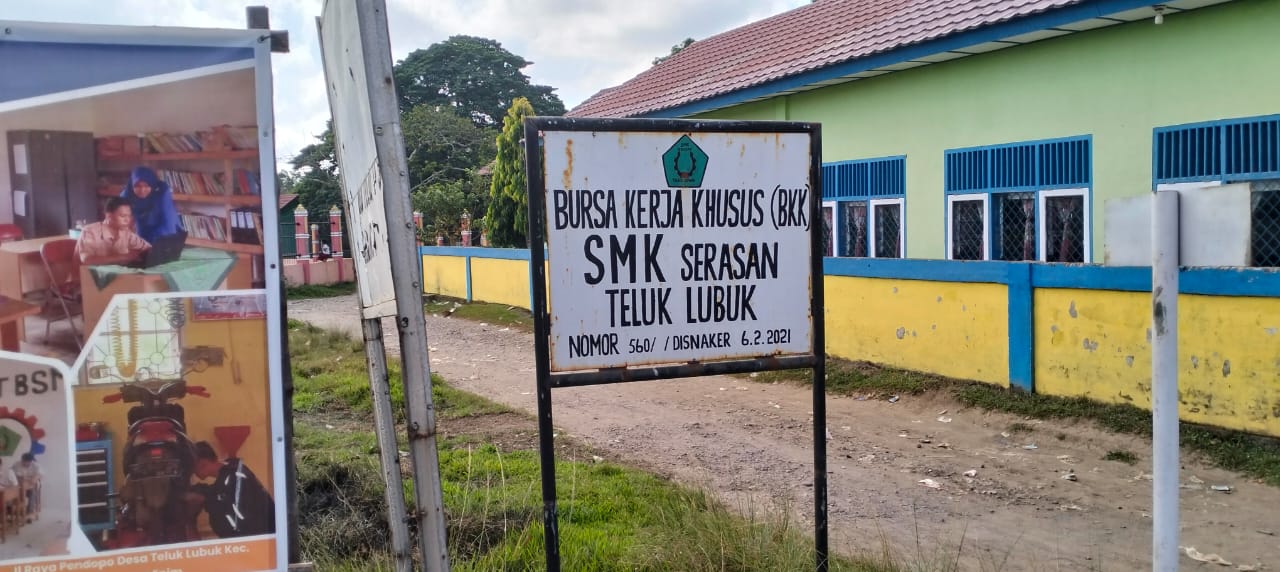 BURSA KERJA KHUSUS (BKK)
SMK SERASAN
TELUK LUBUK
NOMOR 560/ / DISNAKER 6.2.2021
TBSM
Jl Raya Pendopo Desa Teluk Lubuk Kec.